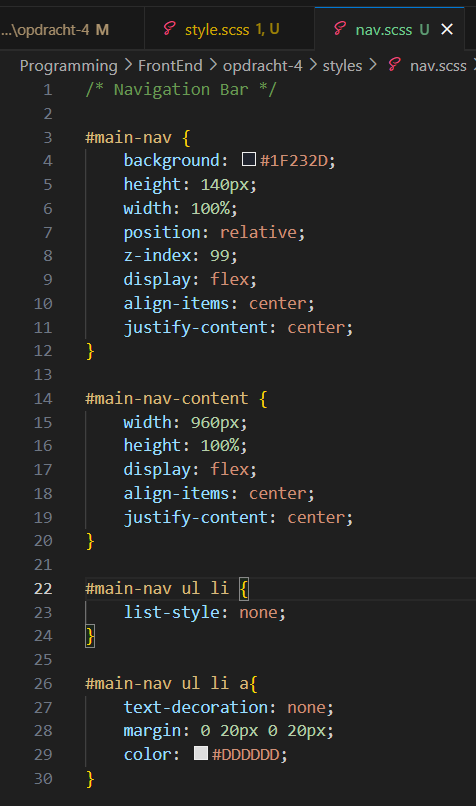 ...\opdracht-4 M
style.scss 1, U
nav.scss U
Programming > FrontEnd > opdracht-4 > styles > nav.scss >
1 /* Navigation Bar */
2
3 #main-nav {
4 background: #1F232D;
5 height: 140px;
6 width: 100%;
7 position: relative;
8 z-index: 99;
9 display: flex;
10 align-items: center;
11 justify-content: center;
12 }
13
14 #main-nav-content {
15 width: 960px;
16 height: 100%;
17 display: flex;
18 align-items: center;
19 justify-content: center;
20 }
21
22 #main-nav ul li {
23 list-style: none;
24 }
25
26 #main-nav ul li a{
27 text-decoration: none;
28 margin: 0 20px 0 20px;
29 color: #DDDDDD;
30 }